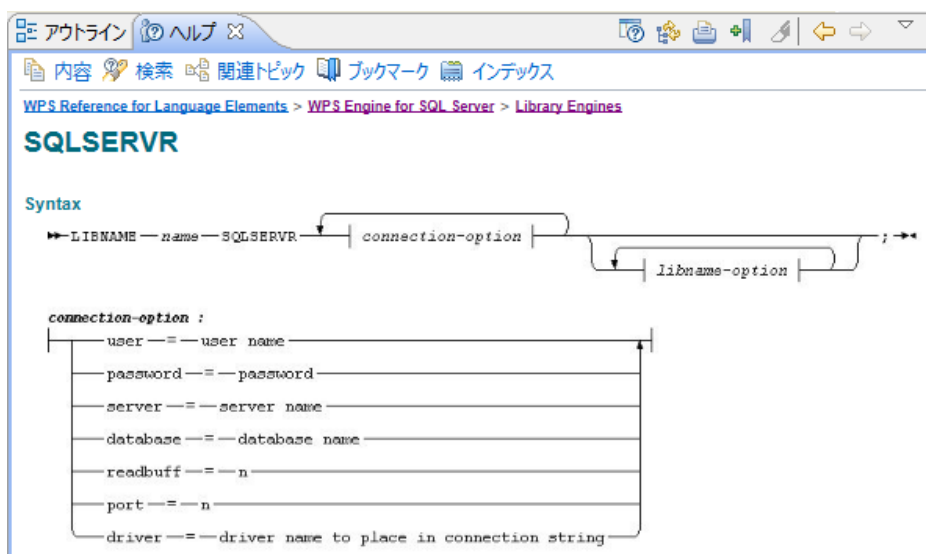 アウトライン ヘルプ
内容 検索 関連トピック ブックマーク インデックス
WPS Reference for Language Elements > WPS Engine for SQL Server > Library Engines
SQLSERVR
Syntax
LIBNAME name SQLSERVR connection-option ;
libname-option
connection-option :
user = user name
password = password
server = server name
database = database name
readbuff = n
port = n
driver = driver name to place in connection string